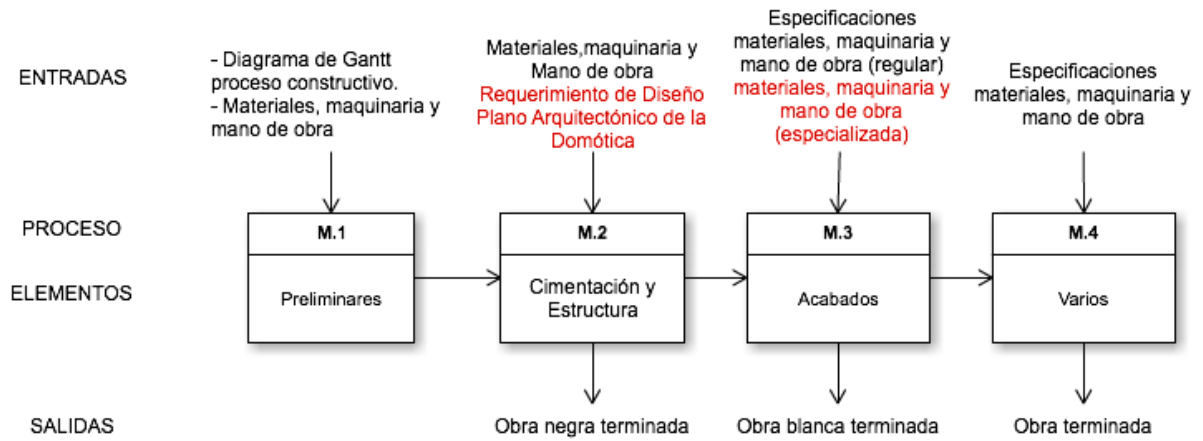 ENTRADAS
- Diagrama de Gantt
proceso constructivo.
- Materiales, maquinaria y
mano de obra
Materiales,maquinaria y
Mano de obra
Requerimiento de Diseño
Plano Arquitectónico de la
Domótica
Especificaciones
materiales, maquinaria y
mano de obra (regular)
materiales, maquinaria y
mano de obra
(especializada)
Especificaciones
materiales, maquinaria y
mano de obra
PROCESO
M.1
M.2
M.3
M.4
ELEMENTOS
Preliminares
Cimentación y
Estructura
Acabados
Varios
SALIDAS
Obra negra terminada
Obra blanca terminada
Obra terminada